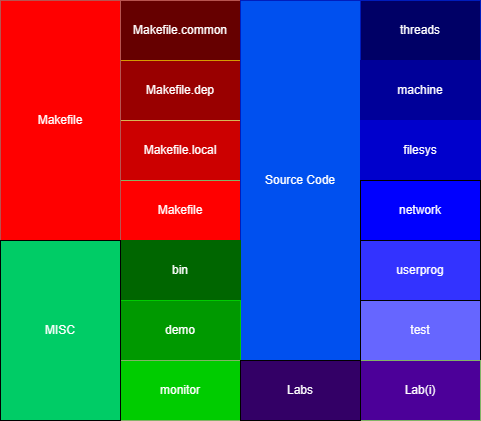 Makefile.common
threads
Makefile.dep
machine
Makefile
Makefile.local
Source Code
filesys
Makefile
network
bin
userprog
MISC
demo
test
monitor
Labs
Lab(i)